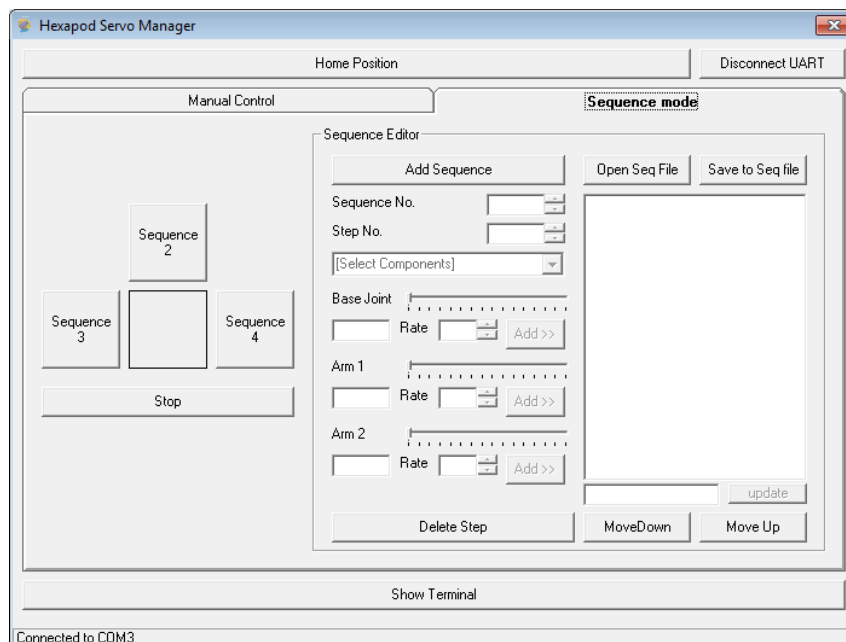 Hexapod Servo Manager
Home Position
Disconnect UART
Manual Control
Sequence mode
Sequence Editor
Add Sequence
Open Seq File
Save to Seq file
Sequence No.
Step No.
[Select Components]
Sequence
2
Sequence
3
Sequence
4
Stop
Base Joint
Rate
Add >>
Arm 1
Rate
Add >>
Arm 2
Rate
Add >>
update
Delete Step
MoveDown
Move Up
Show Terminal
Connected to COM3